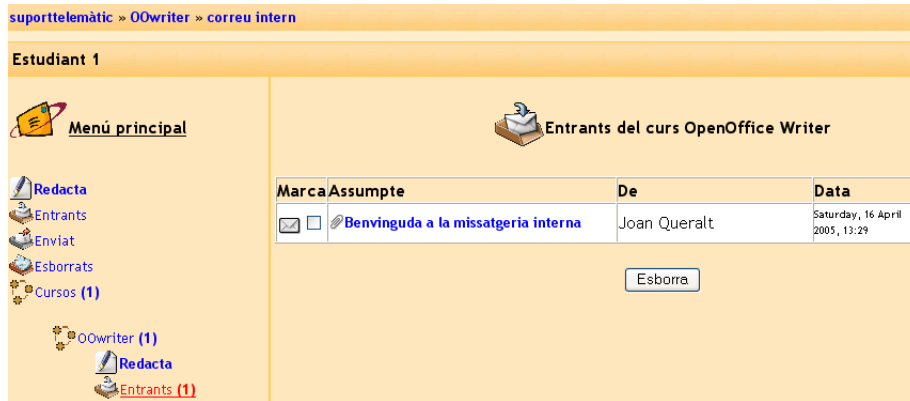 suporttelemàtic » OOwriter » correu intern
Estudiant 1
Menú principal
Redacta
Entrants
Enviat
Esborrats
Cursos (1)
OOwriter (1)
Redacta
Entrants (1)
Entrants del curs OpenOffice Writer
Marca Assumpte De Data
Benvinguda a la missatgeria interna Joan Queralt Saturday, 16 April
2005, 13:29
Esborra